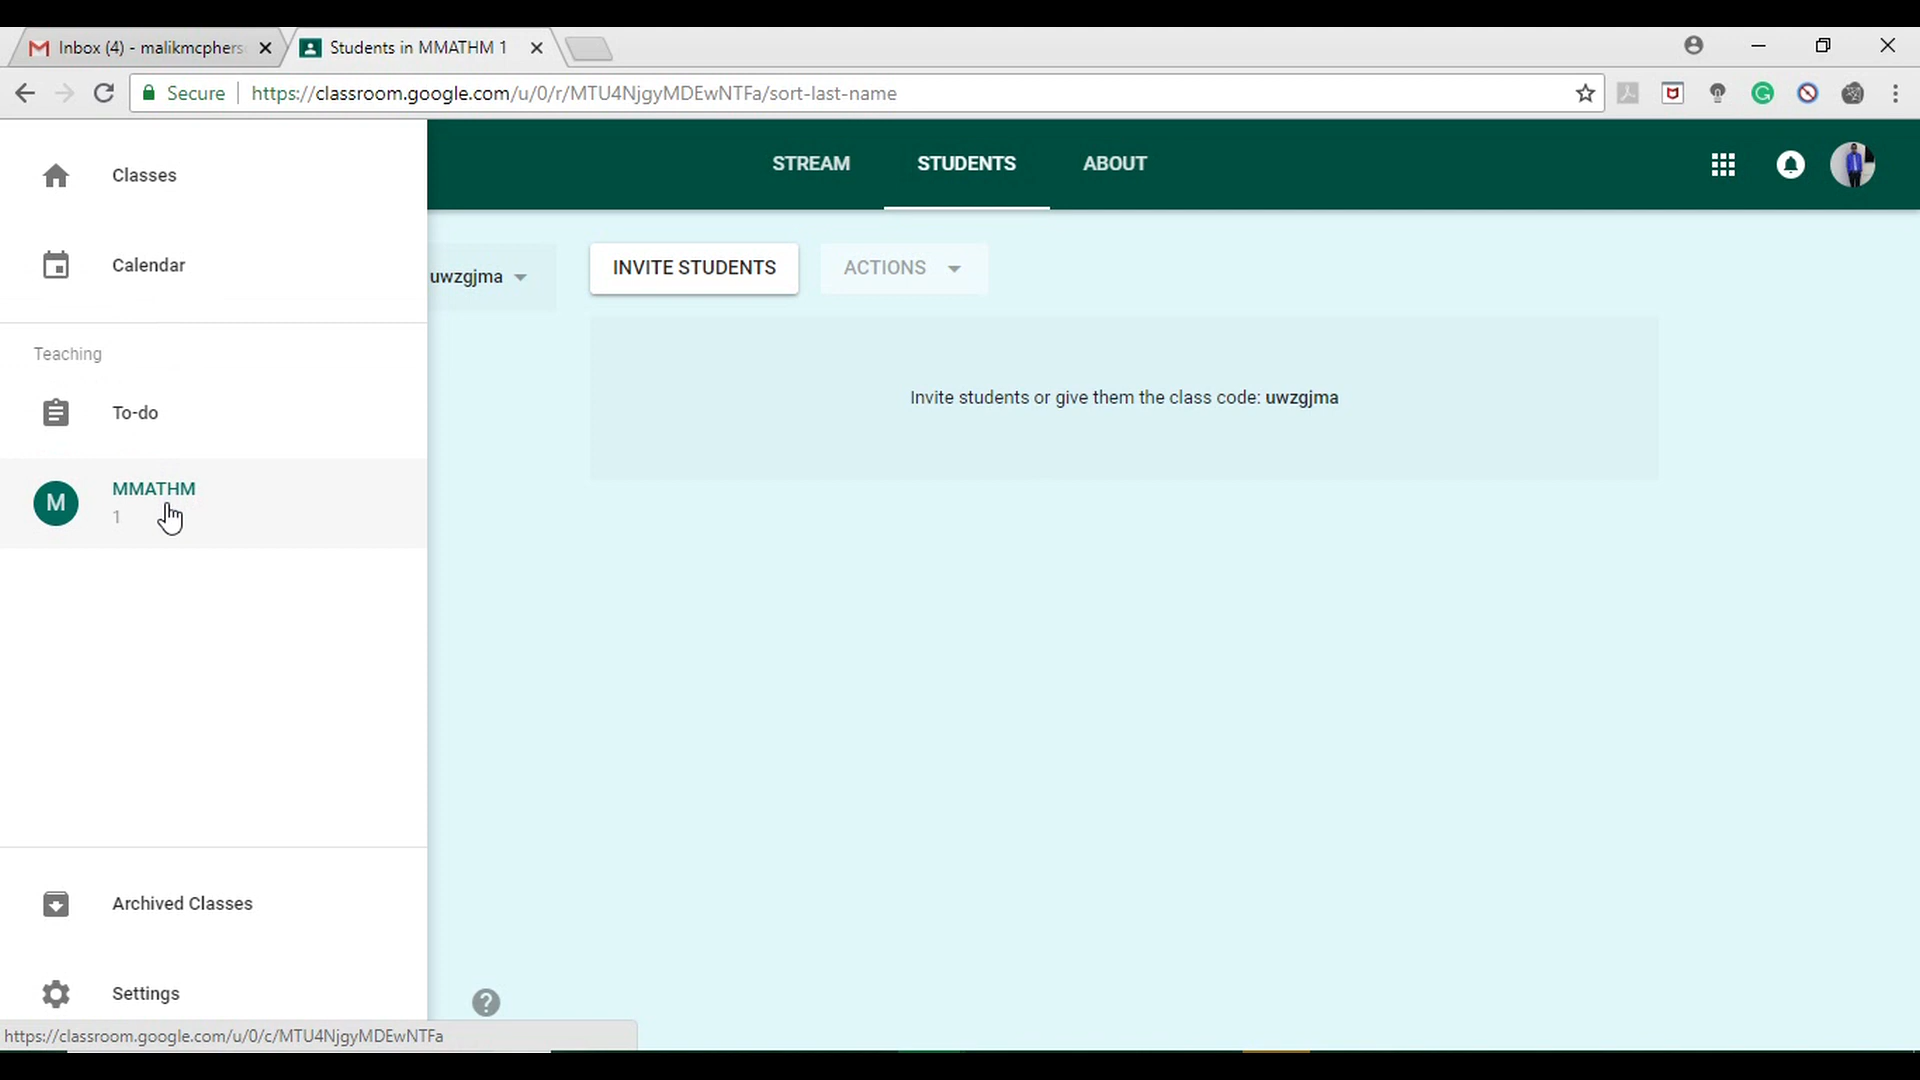 Inbox (4) - malikmcphers
Students in MMATHM 1
Secure
https://classroom.google.com/u/0/r/MTU4NjgyMDEwNTFa/sort-last-name
Classes
STREAM
STUDENTS
ABOUT
Calendar
uwzgjma
INVITE STUDENTS
ACTIONS
Teaching
Invite students or give them the class code: uwzgjma
To-do
M
MMATHM
1
Archived Classes
Settings
https://classroom.google.com/u/0/c/MTU4NjgyMDEwNTFa